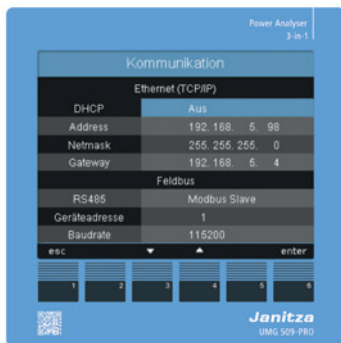 Power Analyser
3-in-1
Kommunikation
Ethernet (TCP/IP)
DHCP Aus
Address 192. 168. 5. 98
Netmask 255. 255. 255. 0
Gateway 192. 168. 5. 4
Feldbus
RS485 Modbus Slave
Geräteadresse 1
Baudrate 115200
esc enter
1 2 3 4 5 6
Janitza
UMG 509-PRO